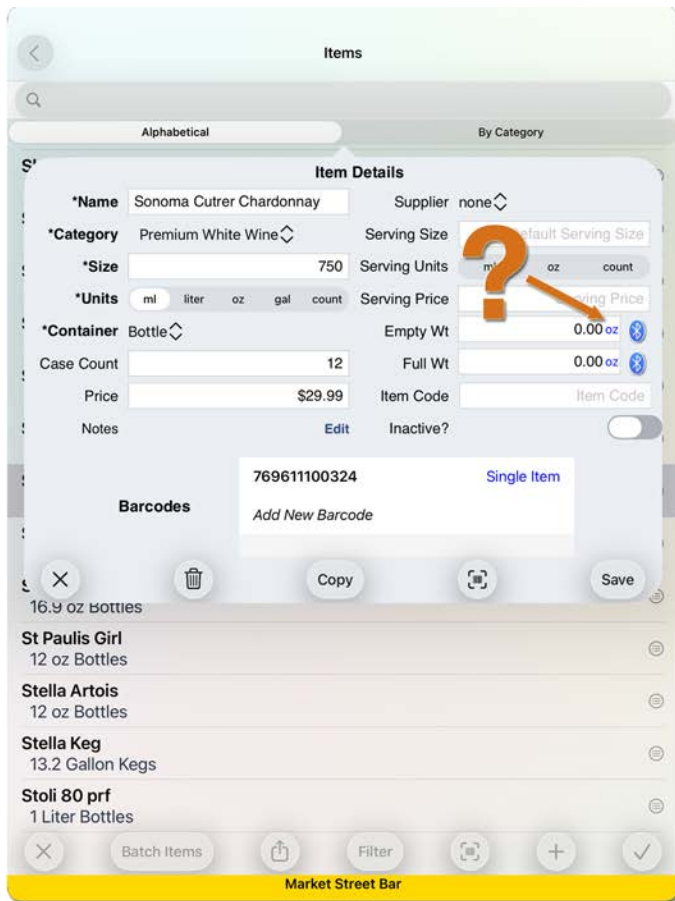 Items
Alphabetical
By Category
Item Details
*Name
Sonoma Cutrer Chardonnay
Supplier none
*Category
Premium White Wine
Serving Size
Default Serving Size
*Size
750
Serving Units
oz count
*Units
ml liter oz gal count
Serving Price
Price
*Container
Bottle
Empty Wt
0.00 oz
Case Count
12
Full Wt
0.00 oz
Price
$29.99
Item Code
Item Code
Notes
Edit
Inactive?
Barcodes
769611100324
Single Item
Add New Barcode
Copy
Save
16.9 oz Bottles
St Paulis Girl
12 oz Bottles
Stella Artois
12 oz Bottles
Stella Keg
13.2 Gallon Kegs
Stoli 80 prf
1 Liter Bottles
Batch Items
Filter
Market Street Bar
?